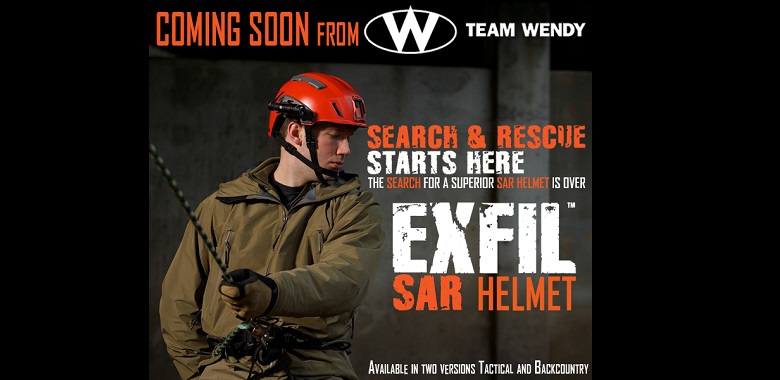 COMING SOON FROM W TEAM WENDY
SEARCH & RESCUE
STARTS HERE
THE SEARCH FOR A SUPERIOR SAR HELMET IS OVER
EXFIL™
SAR HELMET
AVAILABLE IN TWO VERSIONS TACTICAL AND BACKCOUNTRY